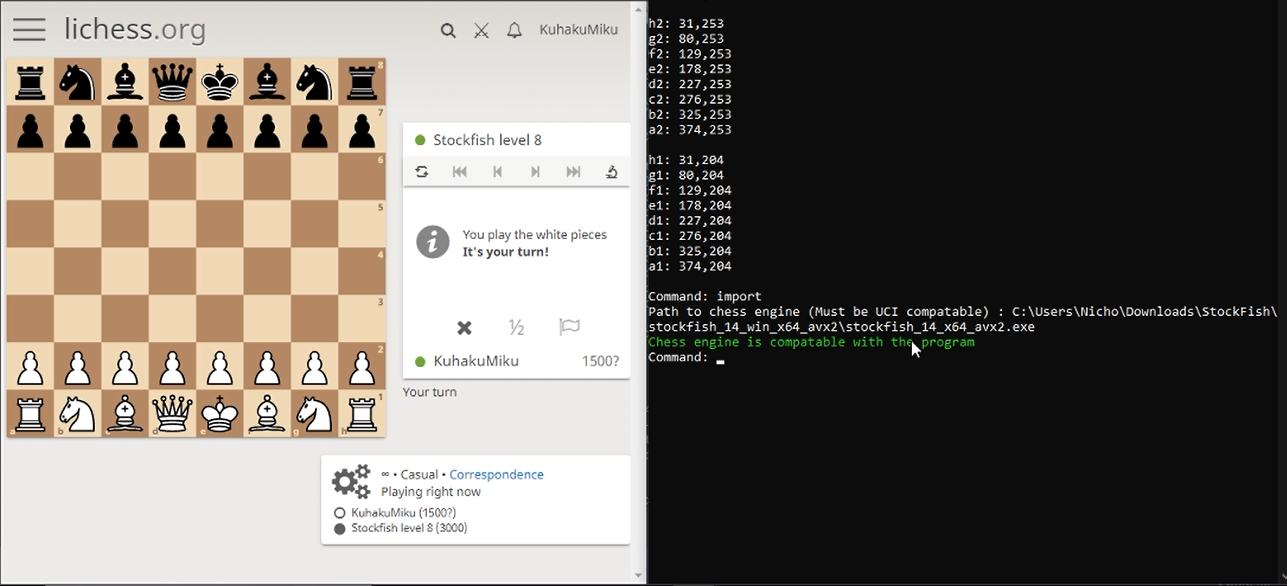 lichess.org
KuhakuMiku
8
7
6
5
4
3
2
1
a b c d e f g h
Stockfish level 8
You play the white pieces
It's your turn!
½
KuhakuMiku 1500?
Your turn
∞ • Casual • Correspondence
Playing right now
KuhakuMiku (1500?)
Stockfish level 8 (3000)
h2: 31,253
g2: 80,253
f2: 129,253
e2: 178,253
d2: 227,253
c2: 276,253
b2: 325,253
a2: 374,253
h1: 31,204
g1: 80,204
f1: 129,204
e1: 178,204
d1: 227,204
c1: 276,204
b1: 325,204
a1: 374,204
Command: import
Path to chess engine (Must be UCI compatable) : C:\Users\Nicho\Downloads\StockFish\
stockfish_14_win_x64_avx2\stockfish_14_x64_avx2.exe
Chess engine is compatable with the program
Command: